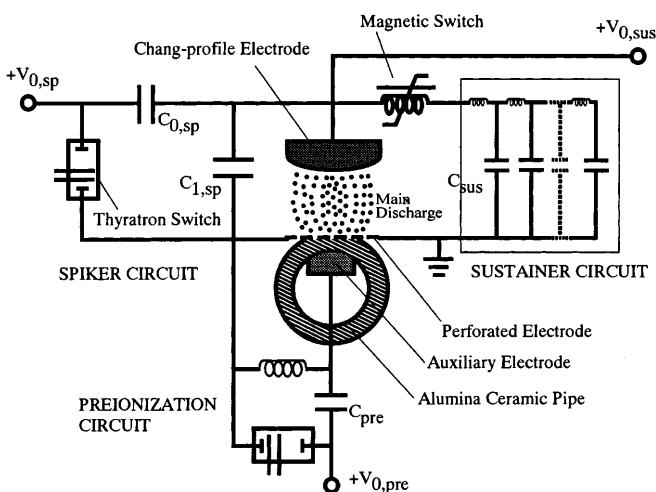 Magnetic Switch
+V0,sus
Chang-profile Electrode
+V0,sp
C0,sp
C1,sp
Main
Discharge
Csus
Thyratron Switch
SPIKER CIRCUIT
SUSTAINER CIRCUIT
Perforated Electrode
Auxiliary Electrode
Alumina Ceramic Pipe
PREIONIZATION
CIRCUIT
Cpre
+V0,pre